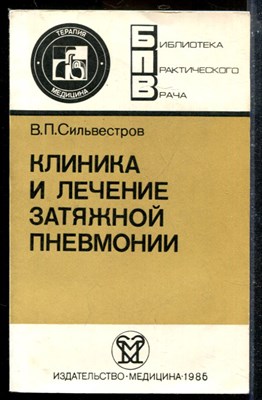 ТЕРАПИЯ
МЕДИЦИНА
БИБЛИОТЕКА
ПРАКТИЧЕСКОГО
ВРАЧА
В.П.Сильвестров
КЛИНИКА
И ЛЕЧЕНИЕ
ЗАТЯЖНОЙ
ПНЕВМОНИИ
ИЗДАТЕЛЬСТВО·МЕДИЦИНА·1986